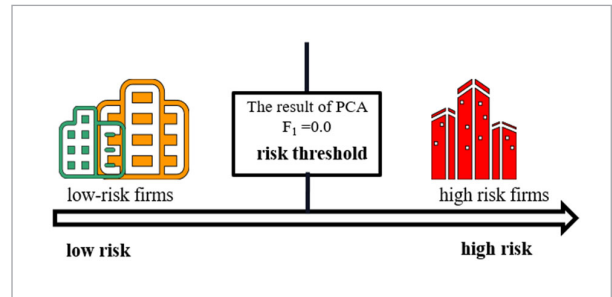 The result of PCA
F₁ =0.0
risk threshold
low-risk firms
high risk firms
low risk
high risk